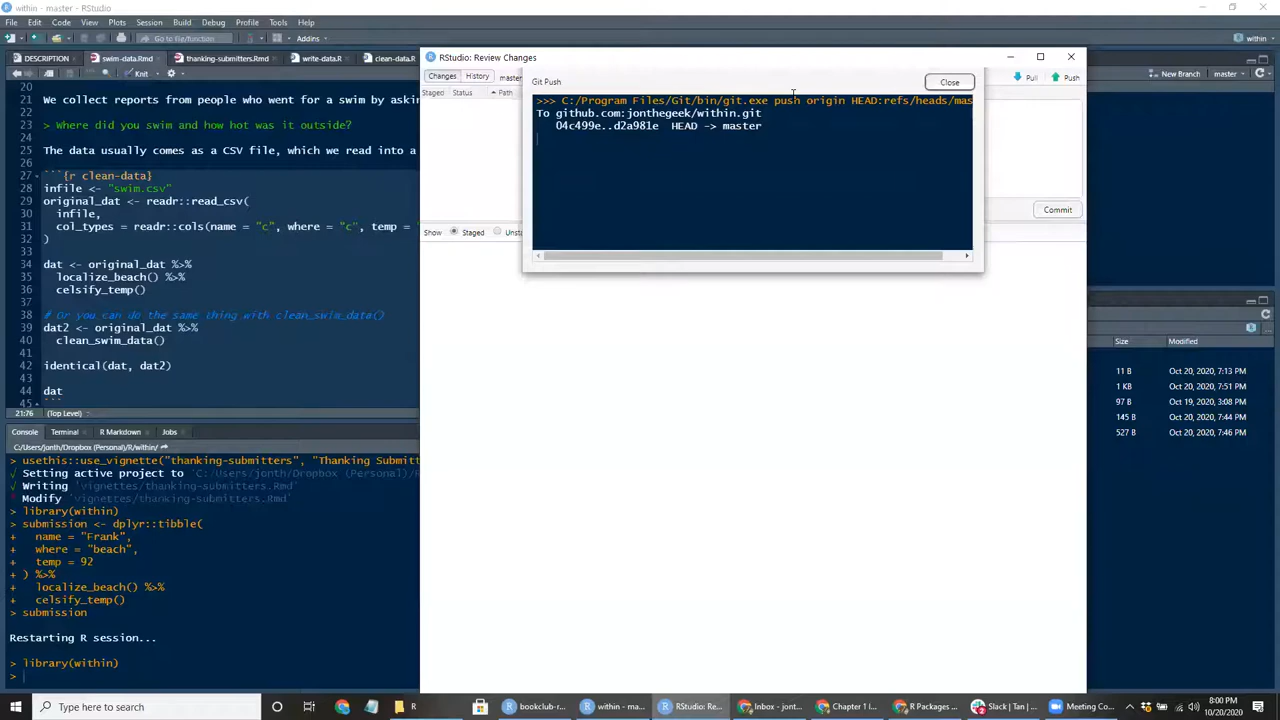 within - master - RStudio
File Edit Code View Plots Session Build Debug Profile Tools Help
Go to file/function Addins within
DESCRIPTION swim-data.Rmd thanking-submitters.Rmd write-data.R clean-data.R
Knit
20
21 We collect reports from people who went for a swim by askin
22
23 > Where did you swim and how hot was it outside?
24
25 The data usually comes as a CSV file, which we read into a
26
27 ```{r clean-data}
28 infile <- "swim.csv"
29 original_dat <- readr::read_csv(
30 infile,
31 col_types = readr::cols(name = "c", where = "c", temp =
32 )
33
34 dat <- original_dat %>%
35 localize_beach() %>%
36 celsify_temp()
37
38 # Or you can do the same thing with clean_swim_data()
39 dat2 <- original_dat %>%
40 clean_swim_data()
41
42 identical(dat, dat2)
43
44 dat
45 ```
21:76 (Top Level)
Console Terminal R Markdown Jobs
C:/Users/jonth/Dropbox (Personal)/R/within/
> usethis::use_vignette("thanking-submitters", "Thanking Submitt
√ Setting active project to 'C:/Users/jonth/Dropbox (Personal)/R
√ Writing 'vignettes/thanking-submitters.Rmd'
Modify 'vignettes/thanking-submitters.Rmd'
> library(within)
> submission <- dplyr::tibble(
+ name = "Frank",
+ where = "beach",
+ temp = 92
+ ) %>%
+ localize_beach() %>%
+ celsify_temp()
> submission
Restarting R session...
> library(within)
>
RStudio: Review Changes
Changes History master
Pull Push
Staged Status Path
Git Push
Close
>>> C:/Program Files/Git/bin/git.exe push origin HEAD:refs/heads/mas
To github.com:jonthegeek/within.git
04c499e..d2a981e HEAD -> master
Commit
Show Staged Unsta
New Branch master
Size Modified
11 B Oct 20, 2020, 7:13 PM
1 KB Oct 20, 2020, 7:51 PM
97 B Oct 19, 2020, 3:08 PM
145 B Oct 20, 2020, 7:44 PM
527 B Oct 20, 2020, 7:46 PM
Type here to search
R
bookclub-r...
within - ma...
RStudio: Re...
Inbox - jont...
Chapter 1 I...
R Packages ...
Slack | Tan | ...
Meeting Co...
8:00 PM
10/20/2020